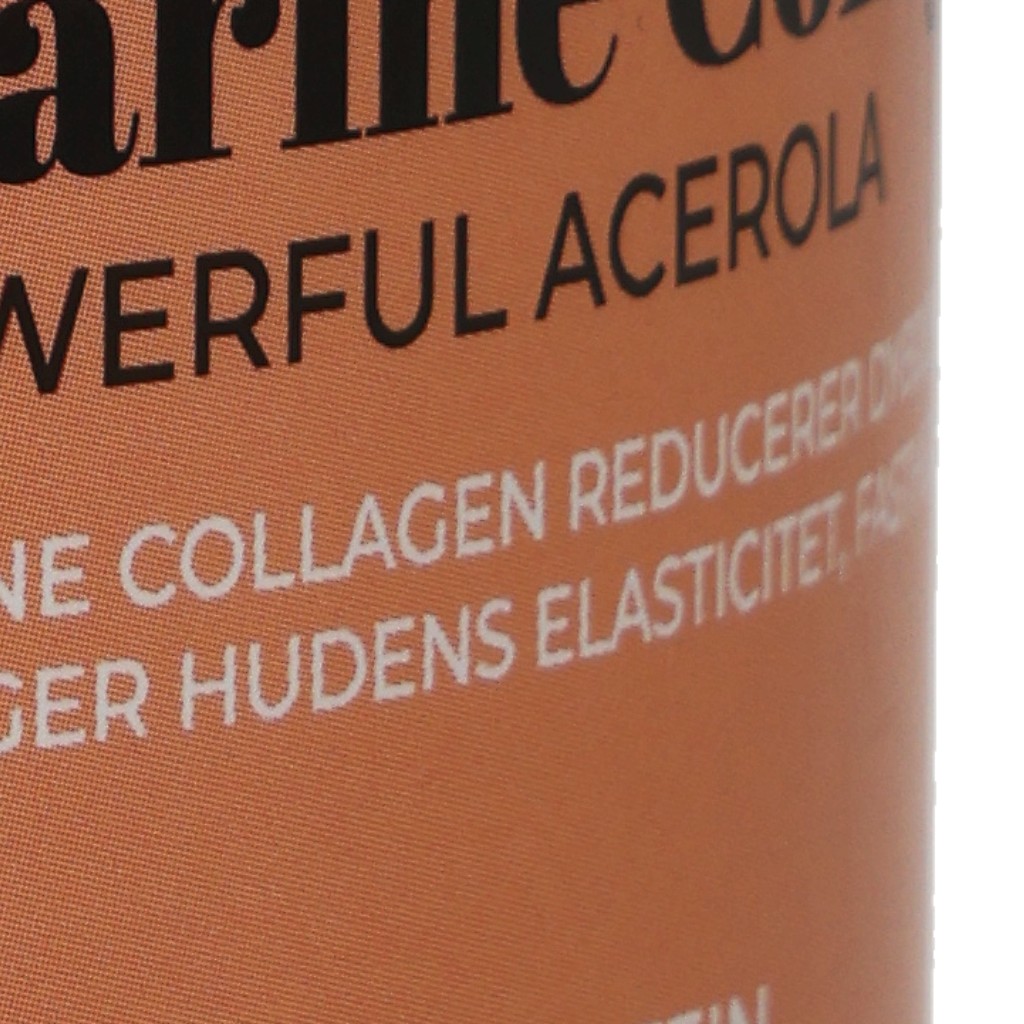 arine Col
WERFUL ACEROLA
NE COLLAGEN REDUCERER
GER HUDENS ELASTICITET,